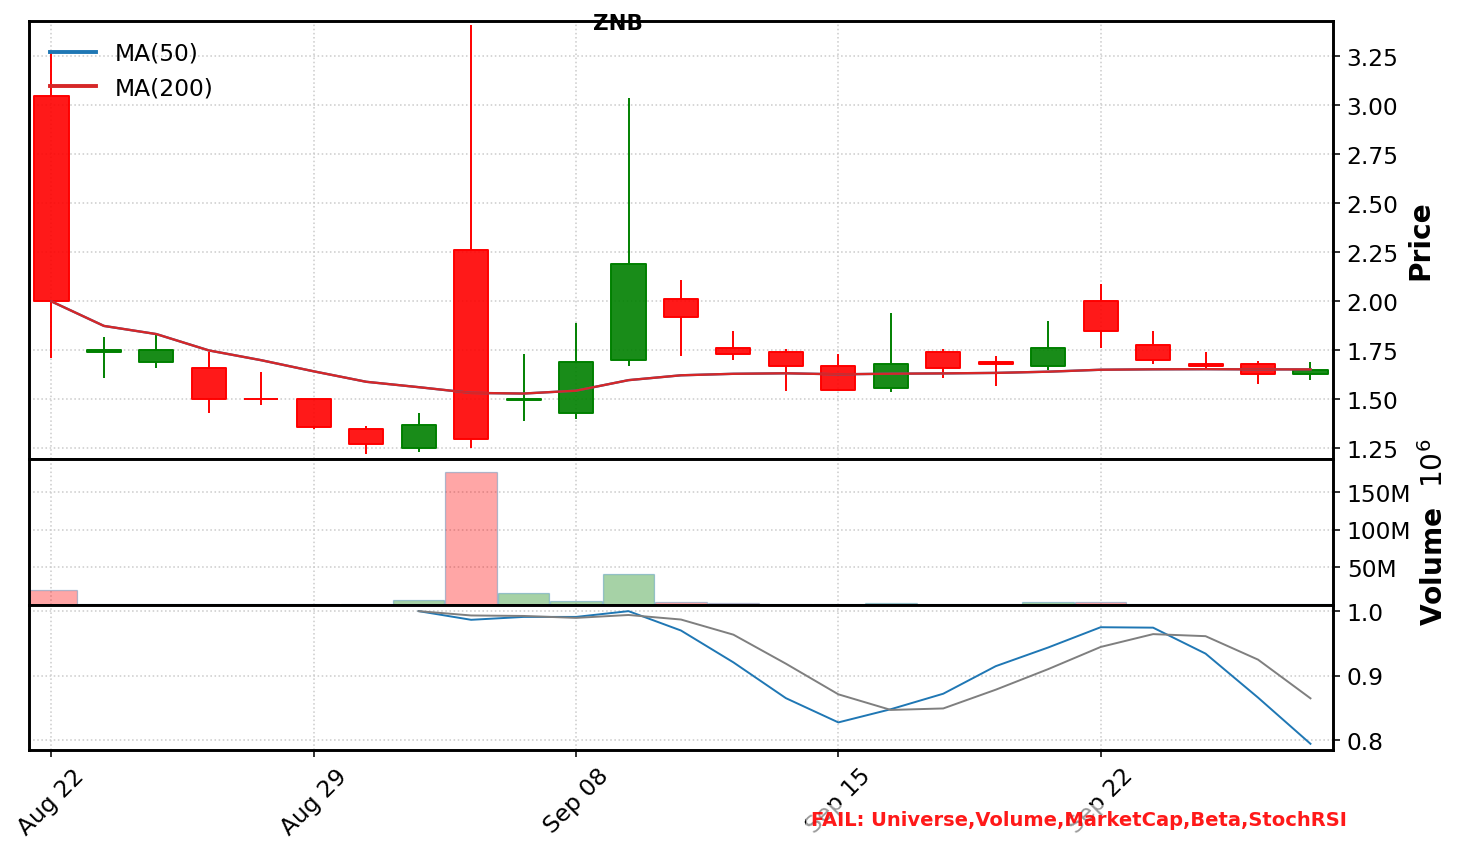 ZNB
MA(50)
MA(200)
3.25
3.00
2.75
2.50
2.25
2.00
1.75
1.50
1.25
Price
150M
100M
50M
Volume 10^6
1.0
0.9
0.8
Aug 22
Aug 29
Sep 08
Sep 15
Sep 22
FAIL: Universe,Volume,MarketCap,Beta,StochRSI